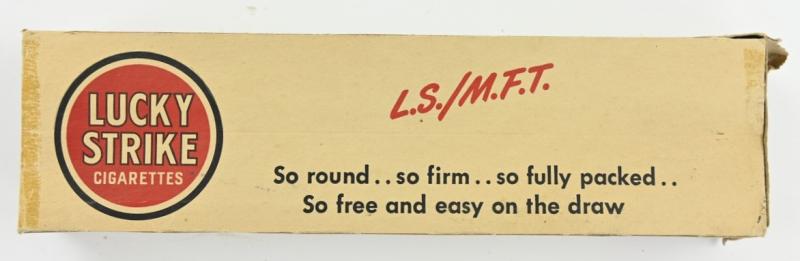 LUCKY
STRIKE
CIGARETTES
L.S./M.F.T.
So round..so firm..so fully packed..
So free and easy on the draw